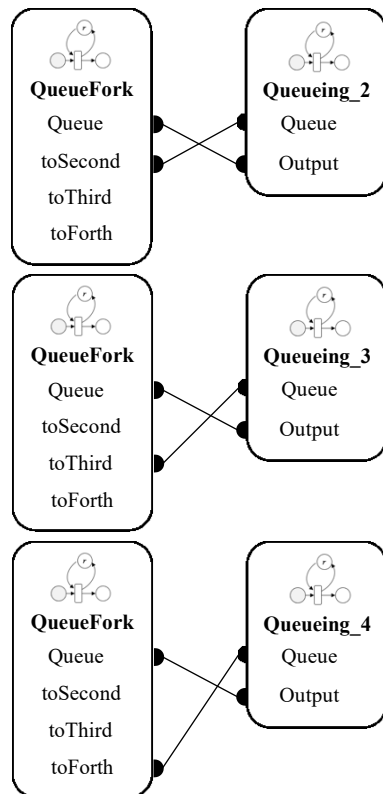 r
r
QueueFork
Queueing_2
Queue
Queue
toSecond
Output
toThird
toForth
r
r
QueueFork
Queueing_3
Queue
Queue
toSecond
Output
toThird
toForth
r
r
QueueFork
Queueing_4
Queue
Queue
toSecond
Output
toThird
toForth